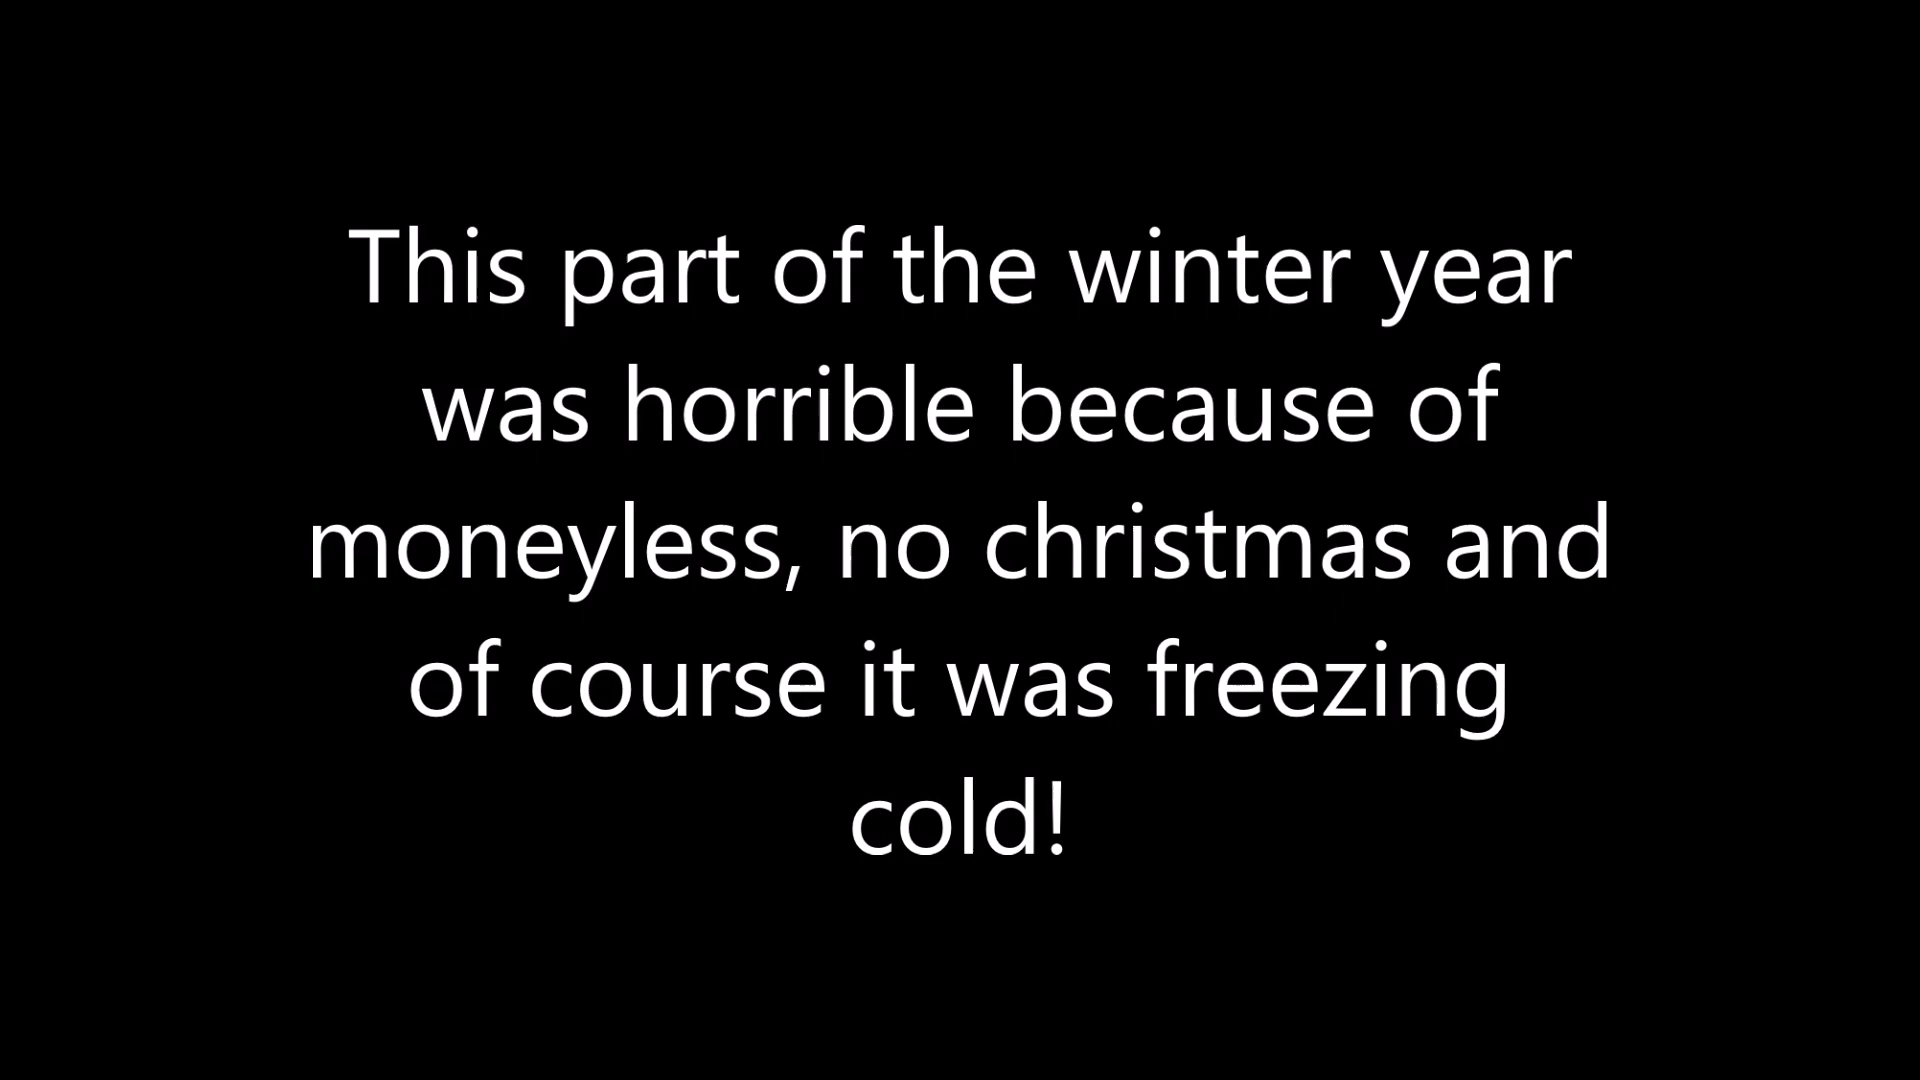 This part of the winter year
was horrible because of
moneyless, no christmas and
of course it was freezing
cold!